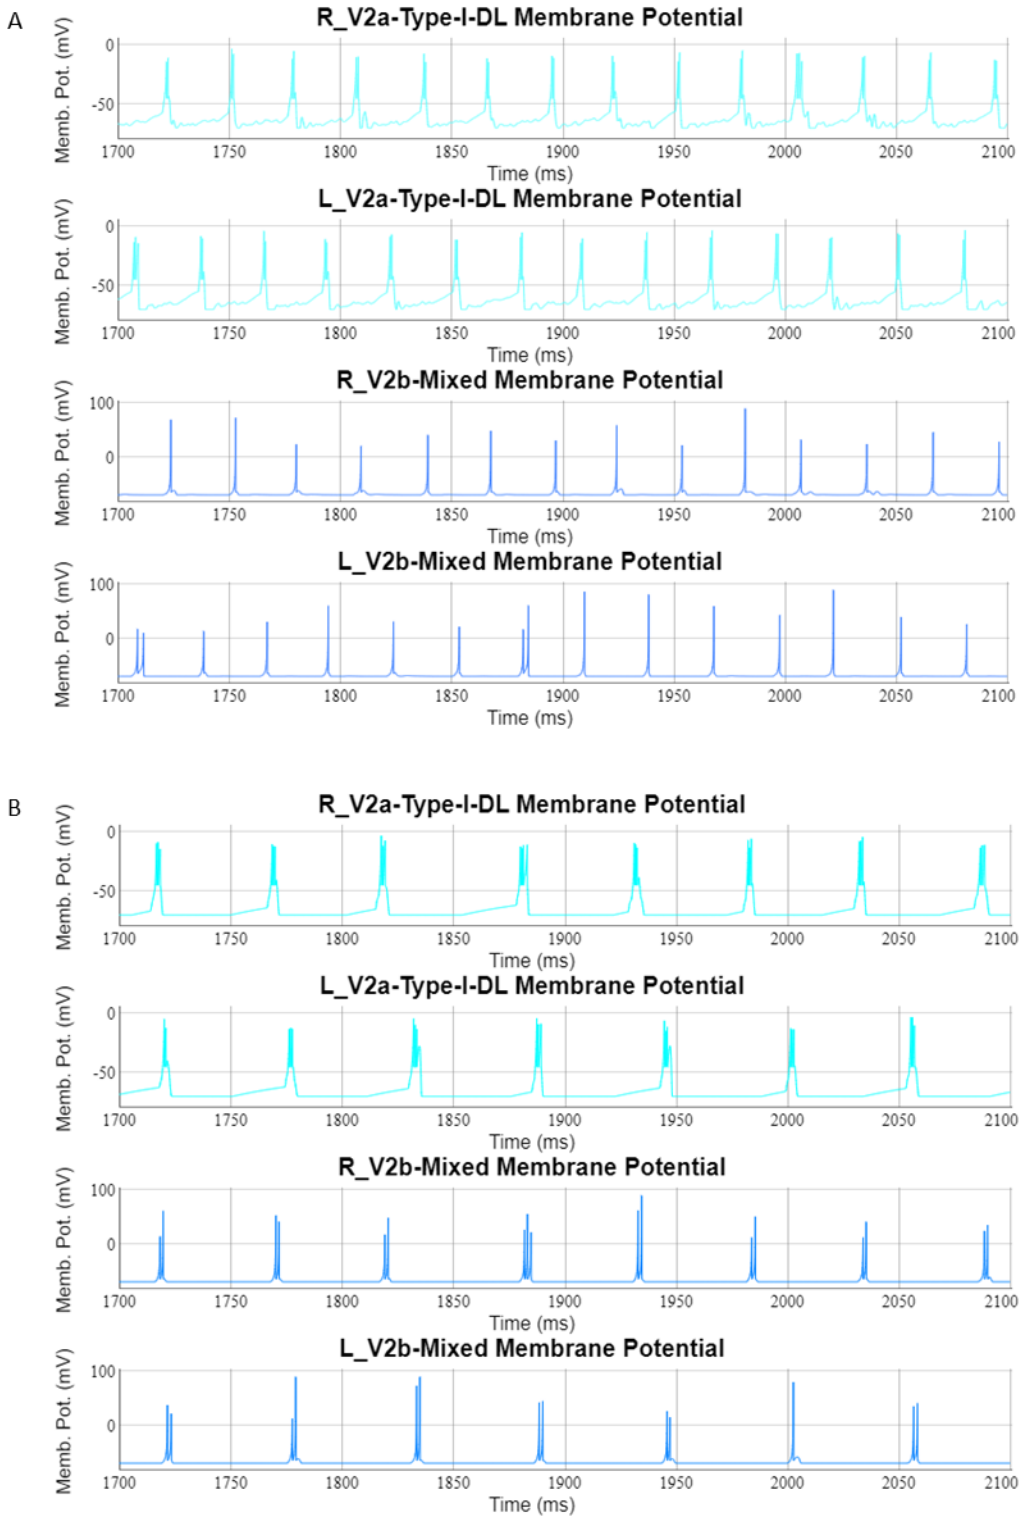 A
R_V2a-Type-I-DL Membrane Potential
Memb. Pot. (mV)
0
-50
1700 1750 1800 1850 1900 1950 2000 2050 2100
Time (ms)
L_V2a-Type-I-DL Membrane Potential
Memb. Pot. (mV)
0
-50
1700 1750 1800 1850 1900 1950 2000 2050 2100
Time (ms)
R_V2b-Mixed Membrane Potential
Memb. Pot. (mV)
100
0
1700 1750 1800 1850 1900 1950 2000 2050 2100
Time (ms)
L_V2b-Mixed Membrane Potential
Memb. Pot. (mV)
100
0
1700 1750 1800 1850 1900 1950 2000 2050 2100
Time (ms)
B
R_V2a-Type-I-DL Membrane Potential
Memb. Pot. (mV)
0
-50
1700 1750 1800 1850 1900 1950 2000 2050 2100
Time (ms)
L_V2a-Type-I-DL Membrane Potential
Memb. Pot. (mV)
0
-50
1700 1750 1800 1850 1900 1950 2000 2050 2100
Time (ms)
R_V2b-Mixed Membrane Potential
Memb. Pot. (mV)
100
0
1700 1750 1800 1850 1900 1950 2000 2050 2100
Time (ms)
L_V2b-Mixed Membrane Potential
Memb. Pot. (mV)
100
0
1700 1750 1800 1850 1900 1950 2000 2050 2100
Time (ms)